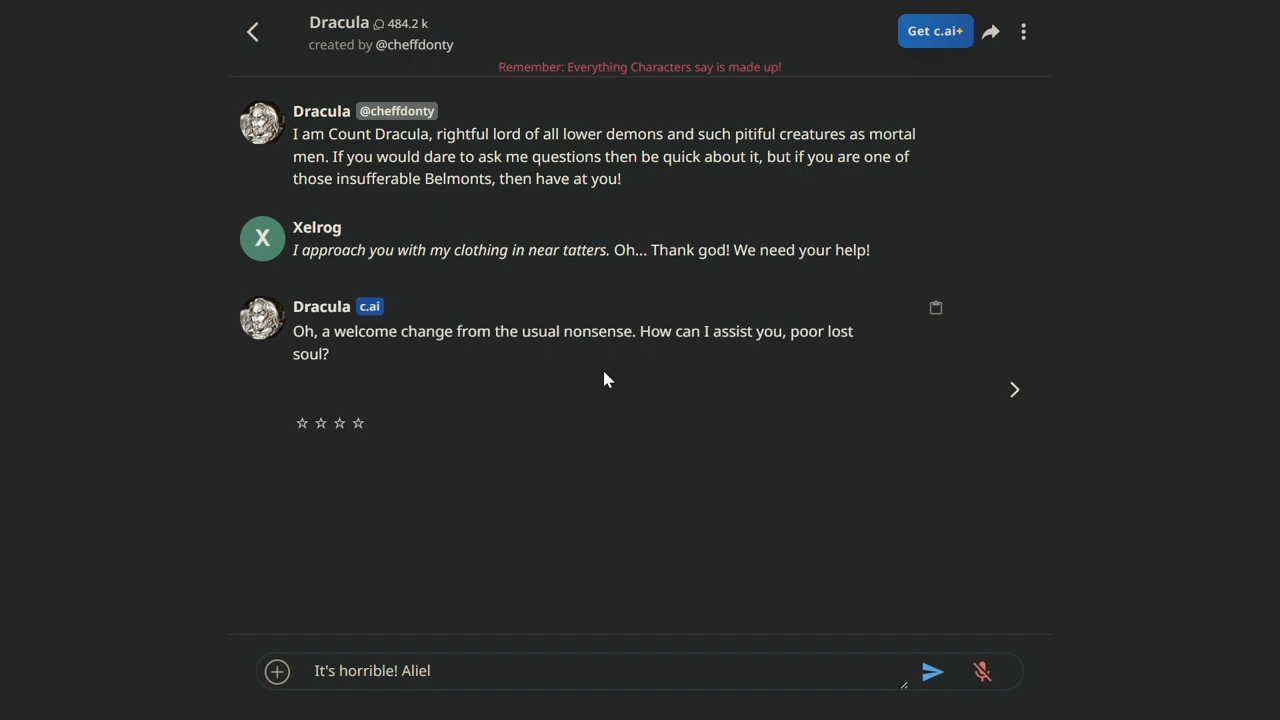 Dracula 484.2 k
created by @cheffdonty
Get c.ai+
Remember: Everything Characters say is made up!
Dracula @cheffdonty
I am Count Dracula, rightful lord of all lower demons and such pitiful creatures as mortal
men. If you would dare to ask me questions then be quick about it, but if you are one of
those insufferable Belmonts, then have at you!
X
Xelrog
I approach you with my clothing in near tatters. Oh... Thank god! We need your help!
Dracula c.ai
Oh, a welcome change from the usual nonsense. How can I assist you, poor lost
soul?
It's horrible! Aliel